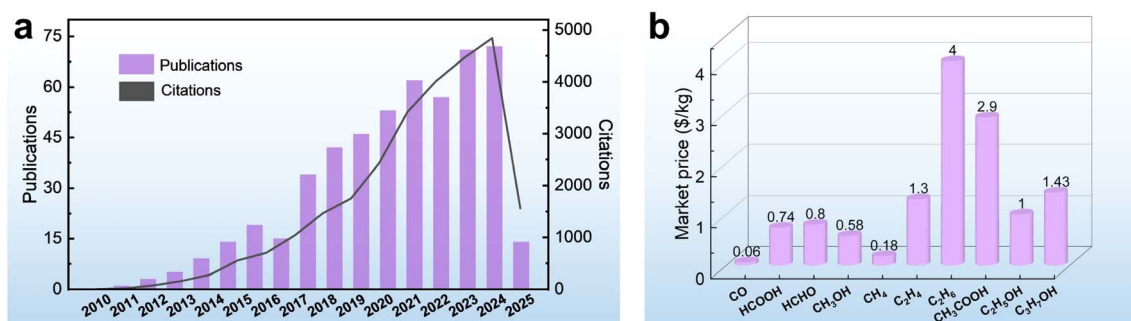 a
75
60
45
30
15
0
Publications
Publications
Citations
5000
4000
3000
2000
1000
0
Citations
2010
2011
2012
2013
2014
2015
2016
2017
2018
2019
2020
2021
2022
2023
2024
2025
b
Market price ($/kg)
4
3
2
1
0
0.06
0.74
0.8
0.58
0.18
1.3
4
2.9
1
1.43
CO
HCOOH
HCHO
CH₃OH
CH₄
C₂H₄
C₂H₆
CH₃COOH
C₂H₅OH
C₃H₇OH